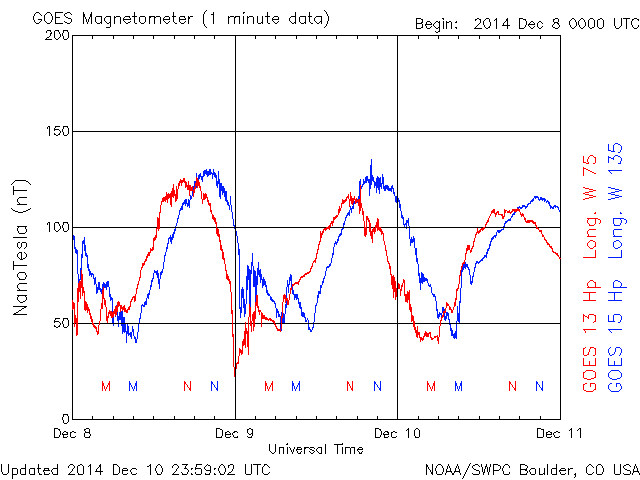 GOES Magnetometer (1 minute data)
Begin: 2014 Dec 8 0000 UTC
200
150
100
50
0
NanoTesla (nT)
M M N N M M N N M M N N
Dec 8 Dec 9 Dec 10 Dec 11
Universal Time
GOES 13 Hp Long. W 75
GOES 15 Hp Long. W 135
Updated 2014 Dec 10 23:59:02 UTC
NOAA/SWPC Boulder, CO USA